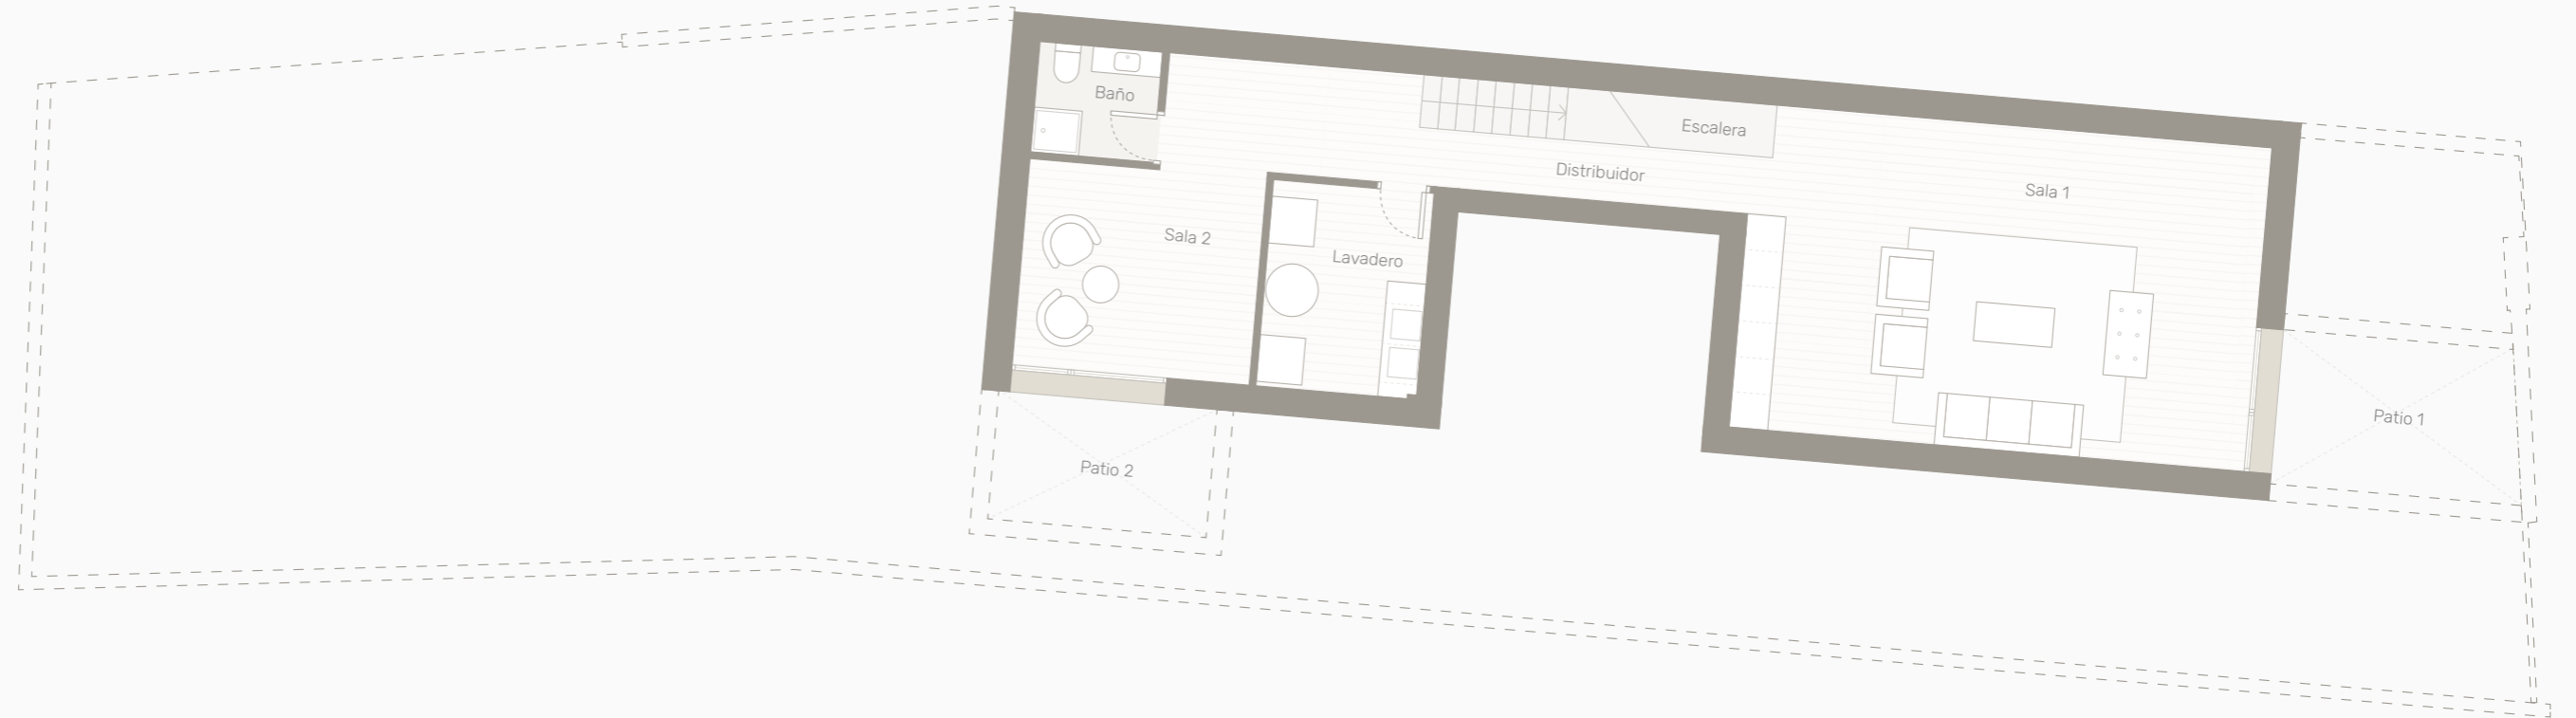 Baño
Escalera
Distribuidor
Sala 1
Sala 2
Lavadero
Patio 1
Patio 2